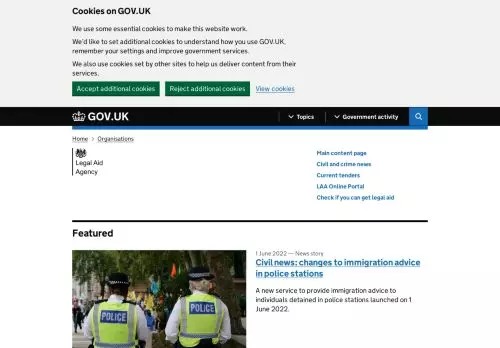 Cookies on GOV.UK
We use some essential cookies to make this website work.
We'd like to set additional cookies to understand how you use GOV.UK,
remember your settings and improve government services.
We also use cookies set by other sites to help us deliver content from their
services.
Accept additional cookies Reject additional cookies View cookies
GOV.UK Topics Government activity
Home Organisations
Legal Aid
Agency
Main content page
Civil and crime news
Current tenders
LAA Online Portal
Check if you can get legal aid
Featured
1 June 2022 — News story
Civil news: changes to immigration advice
in police stations
A new service to provide immigration advice to
individuals detained in police stations launched on 1
June 2022.
POLICE
POLICE